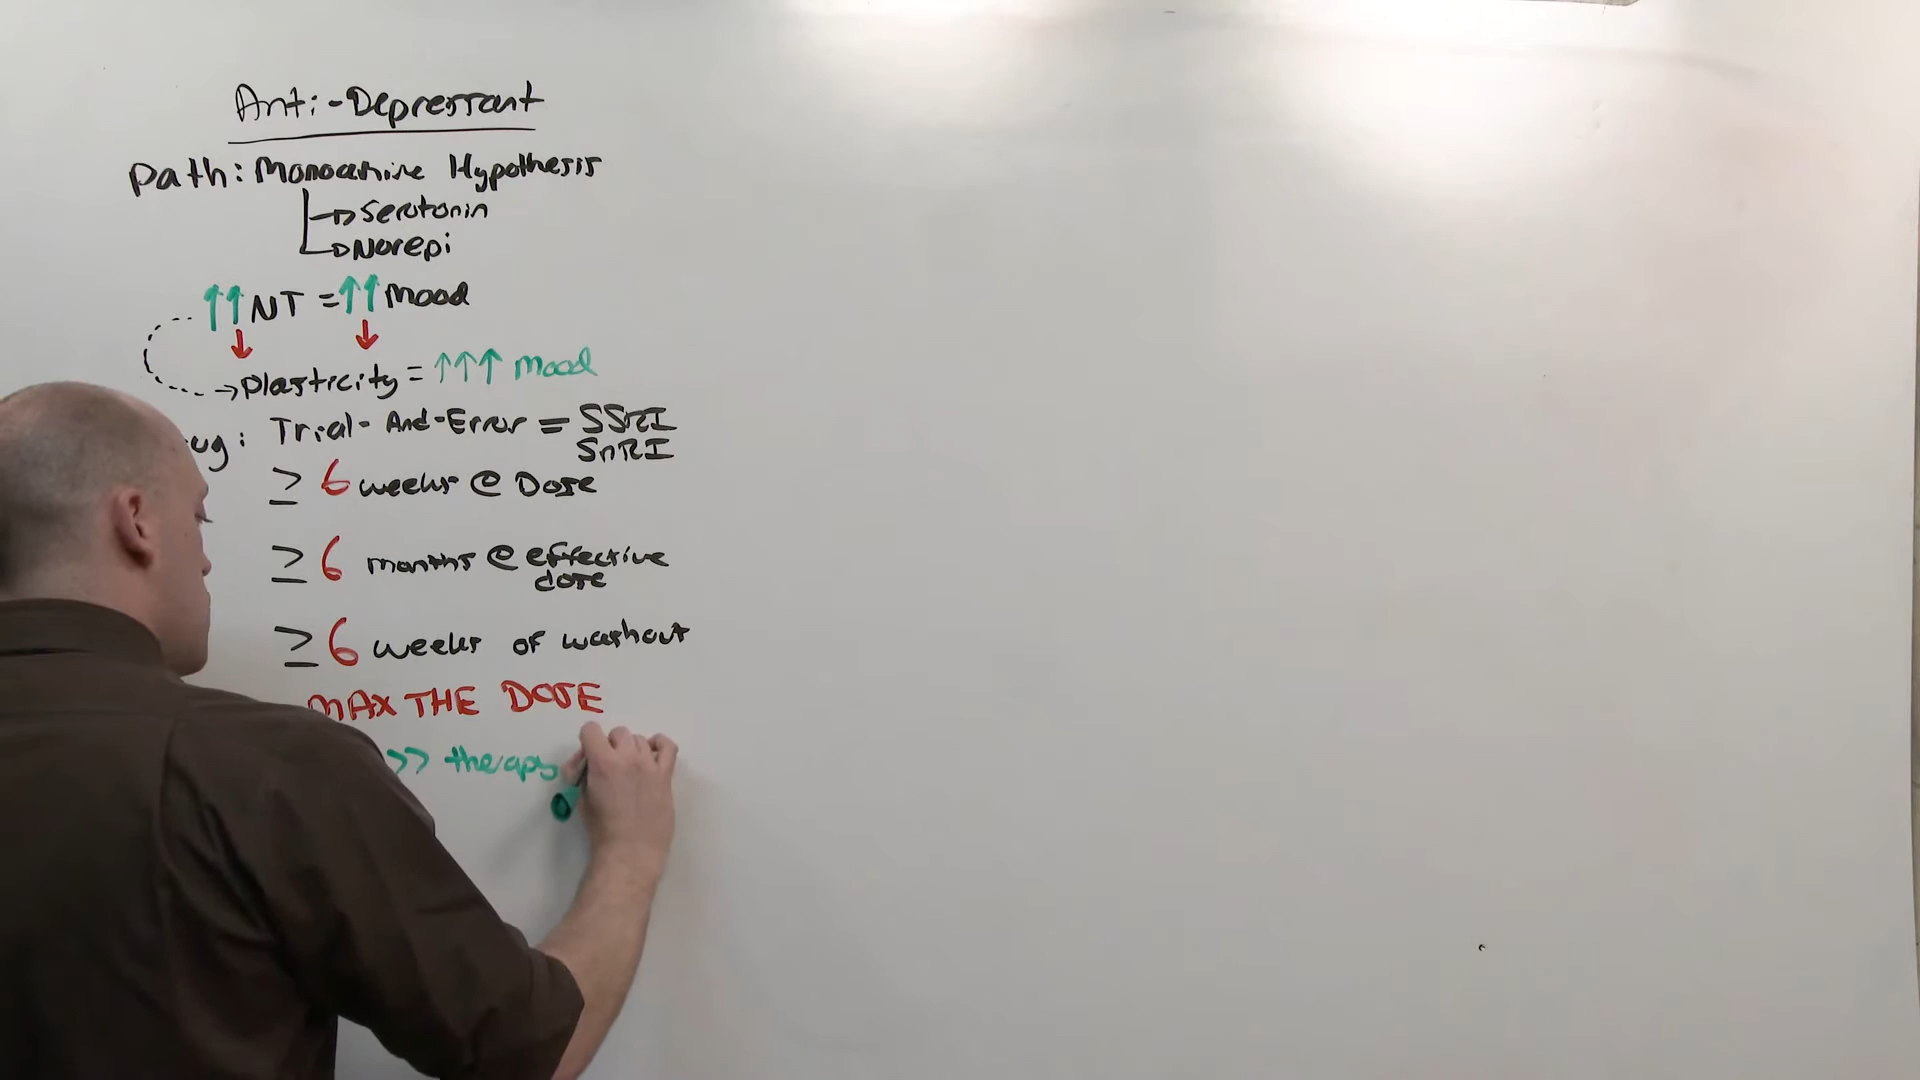 Anti-Depressant
Path: Monoamine Hypothesis
→ Serotonin
→ Norepi
↑↑ NT = ↑↑ Mood
↓ ↓
→ Plasticity = ↑↑↑ Mood
ug: Trial-And-Error = SSRI
SnRI
≥ 6 weeks @ Dose
≥ 6 months @ effective
dose
≥ 6 weeks of washout
MAX THE DOSE
>> therapy